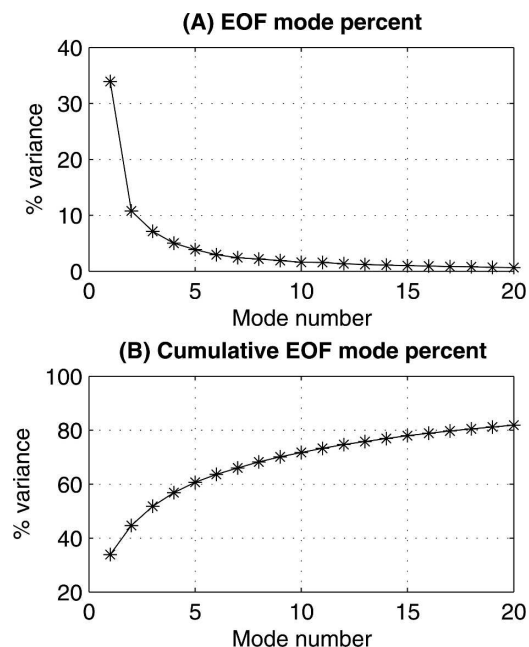 (A) EOF mode percent
40
30
20
10
0
% variance
0 5 10 15 20
Mode number
(B) Cumulative EOF mode percent
100
80
60
40
20
% variance
0 5 10 15 20
Mode number